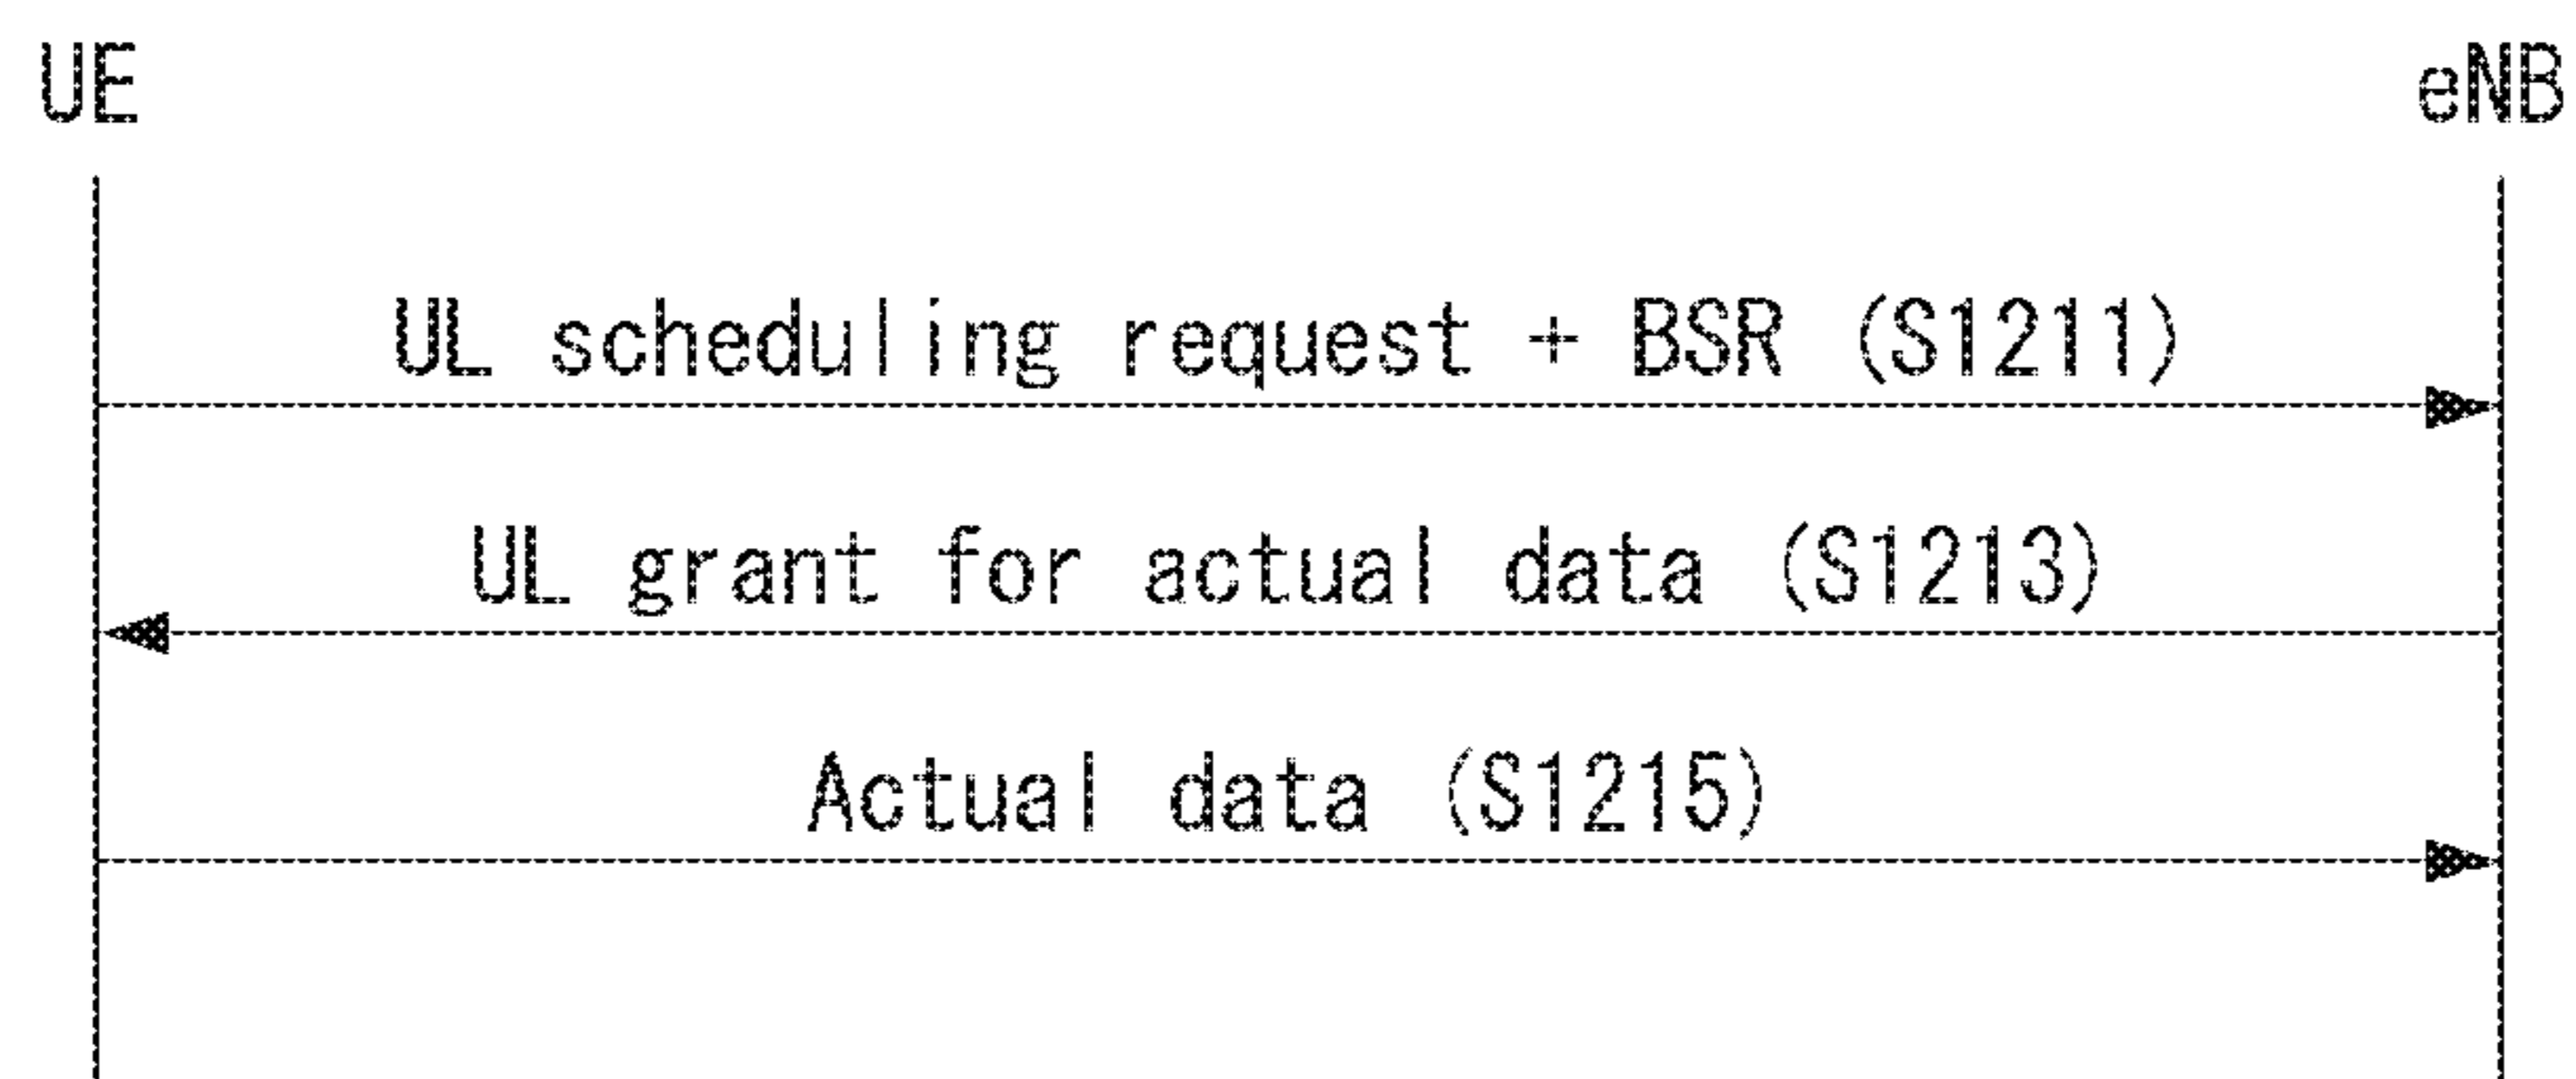 UE
eNB
UL scheduling request + BSR (S1211)
UL grant for actual data (S1213)
Actual data (S1215)